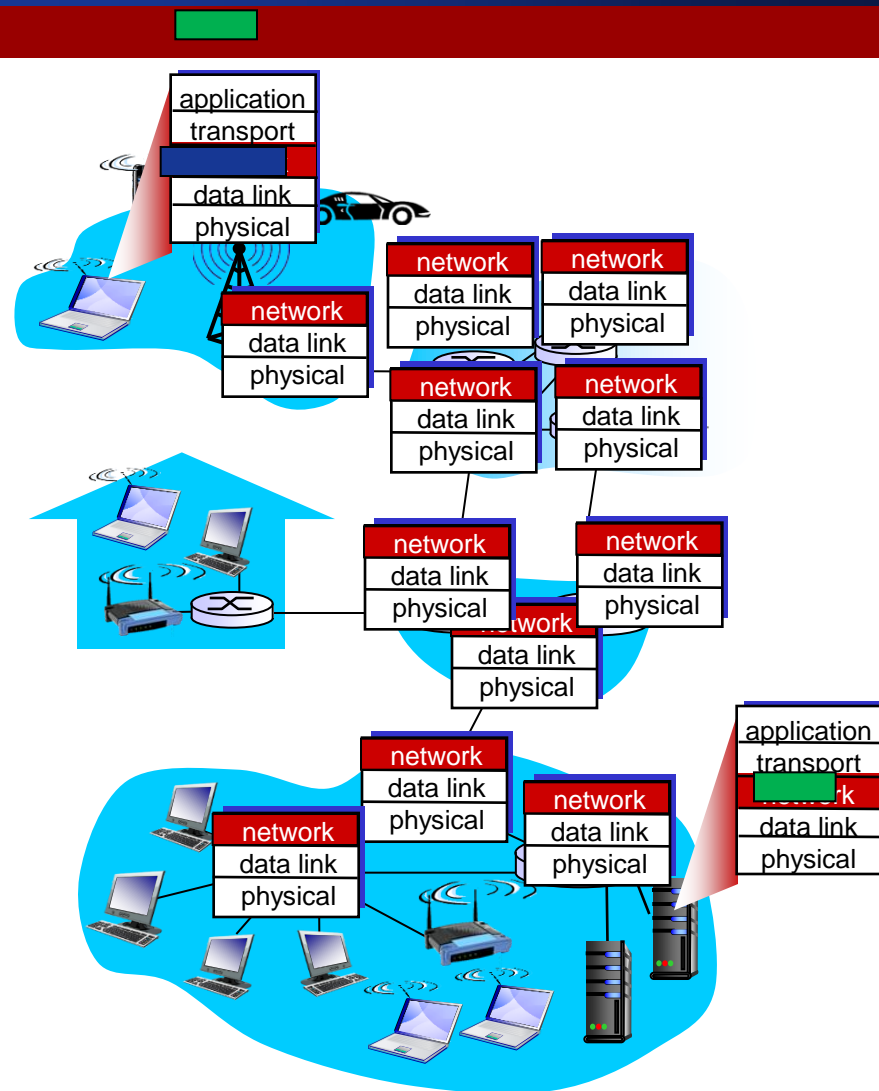 application
transport
data link
physical
network
data link
physical
network
data link
physical
network
data link
physical
network
data link
physical
network
data link
physical
network
data link
physical
network
data link
physical
network
data link
physical
application
transport
network
data link
physical
network
data link
physical
network
data link
physical
network
data link
physical